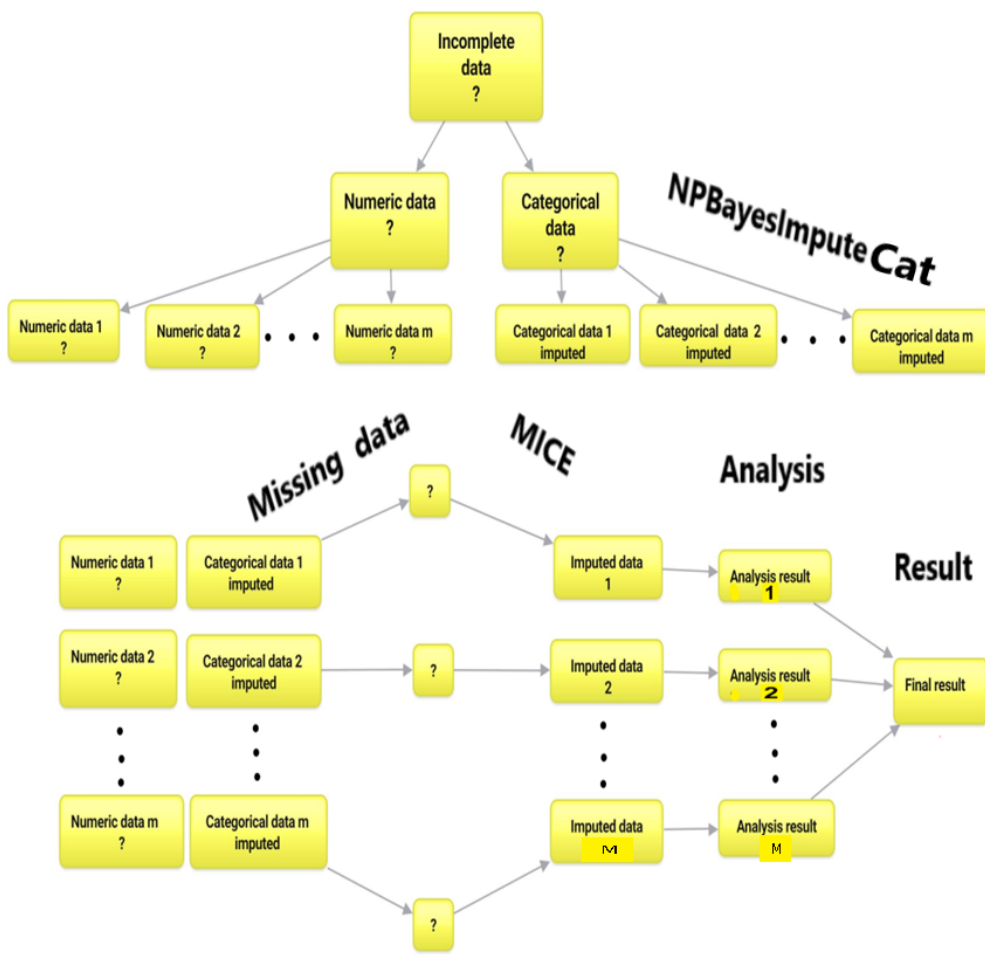 Incomplete
data
?
Numeric data
?
Categorical
data
?
NPBayesImputeCat
Numeric data 1
?
Numeric data 2
?
Numeric data m
?
Categorical data 1
imputed
Categorical data 2
imputed
Categorical data m
imputed
Missing data
MICE
Analysis
Result
?
Numeric data 1
?
Categorical data 1
imputed
Imputed data
1
Analysis result
1
Numeric data 2
?
Categorical data 2
imputed
?
Imputed data
2
Analysis result
2
Final result
Numeric data m
?
Categorical data m
imputed
Imputed data
M
Analysis result
M
?